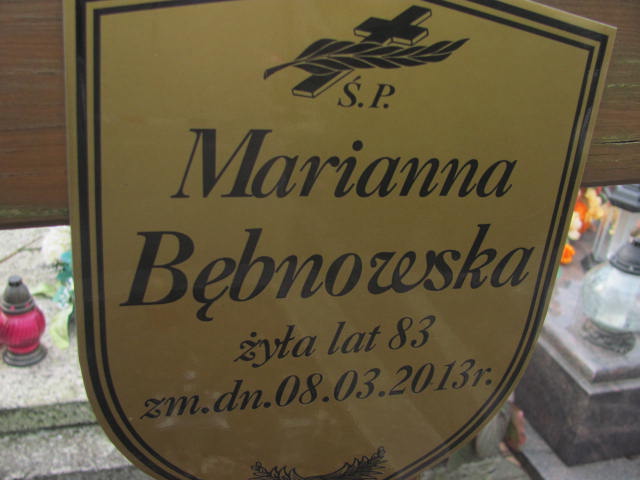 Ś.P.
Marianna
Bębnowska
żyła lat 83
zm.dn.08.03.2013r.